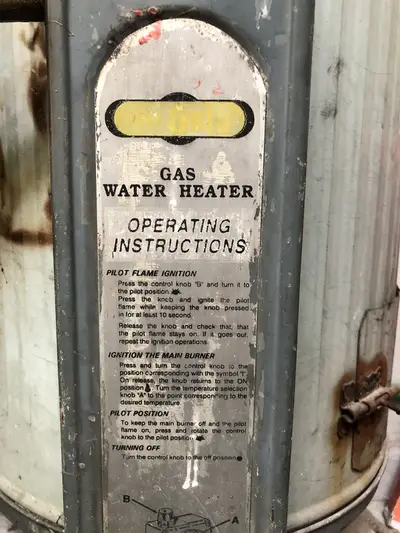 GAS
WATER HEATER
OPERATING
INSTRUCTIONS
PILOT FLAME IGNITION
Press the control knob "B" and turn it to
the pilot position
Press the knob and ignite the pilot
flame while keeping the knob pressed
in for at least 10 second.
Release the knob and check that, that
the pilot flame stays on. If it goes out,
repeat the ignition operations.
IGNITION THE MAIN BURNER
Press and turn the control knob to the
position corresponding with the symbol
On release, the knob returns to the ON
position. Turn the temperature selection
knob "A" to the point corresponding to the
desired temperature.
PILOT POSITION
To keep the main burner off and the pilot
flame on, press and rotate the control
knob to the pilot position
TURNING OFF
Turn the control knob to the off position
B
A